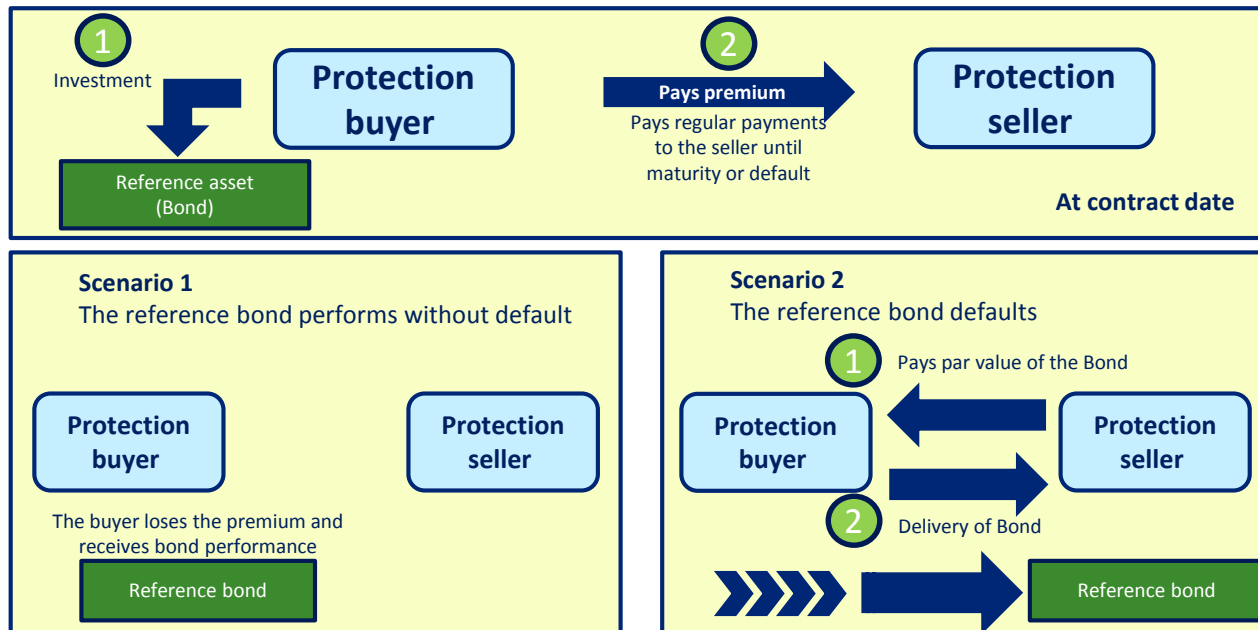 1
Investment
Protection
buyer
Reference asset
(Bond)
2
Pays premium
Pays regular payments
to the seller until
maturity or default
Protection
seller
At contract date
Scenario 1
The reference bond performs without default
Protection
buyer
Protection
seller
The buyer loses the premium and
receives bond performance
Reference bond
Scenario 2
The reference bond defaults
1
Pays par value of the Bond
Protection
buyer
Protection
seller
2
Delivery of Bond
Reference bond